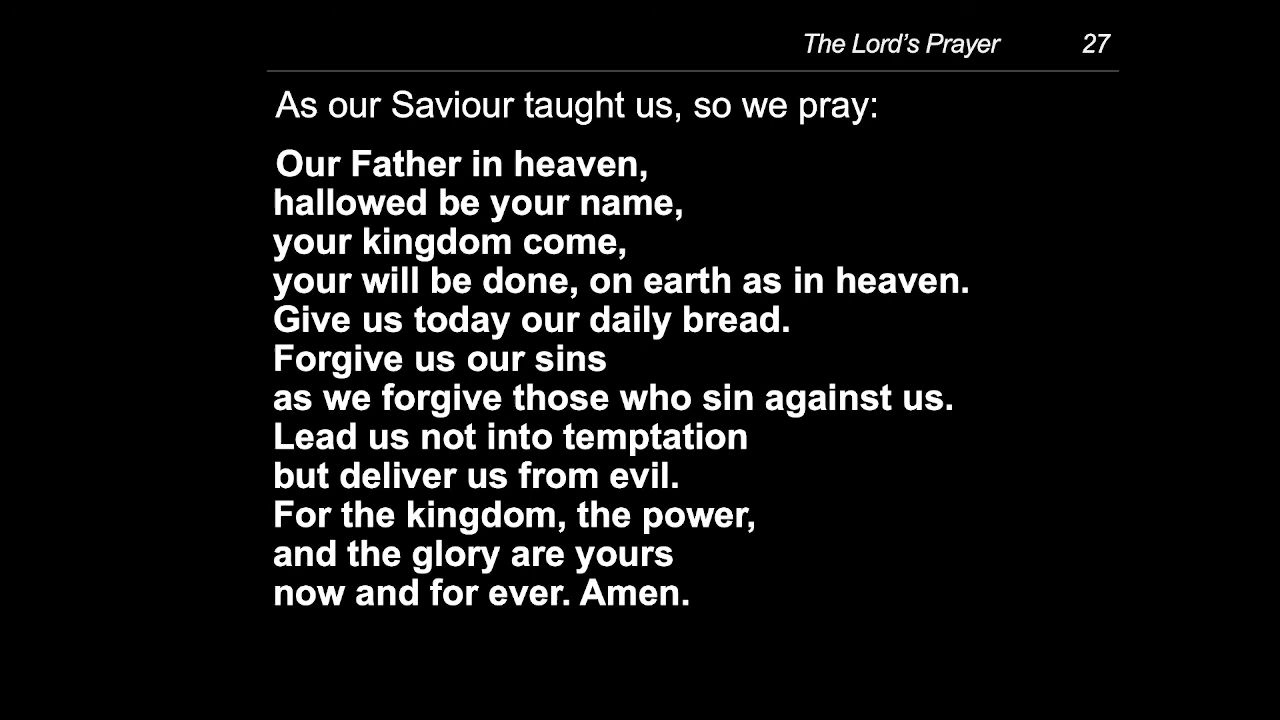 The Lord’s Prayer 27
As our Saviour taught us, so we pray:
Our Father in heaven,
hallowed be your name,
your kingdom come,
your will be done, on earth as in heaven.
Give us today our daily bread.
Forgive us our sins
as we forgive those who sin against us.
Lead us not into temptation
but deliver us from evil.
For the kingdom, the power,
and the glory are yours
now and for ever. Amen.